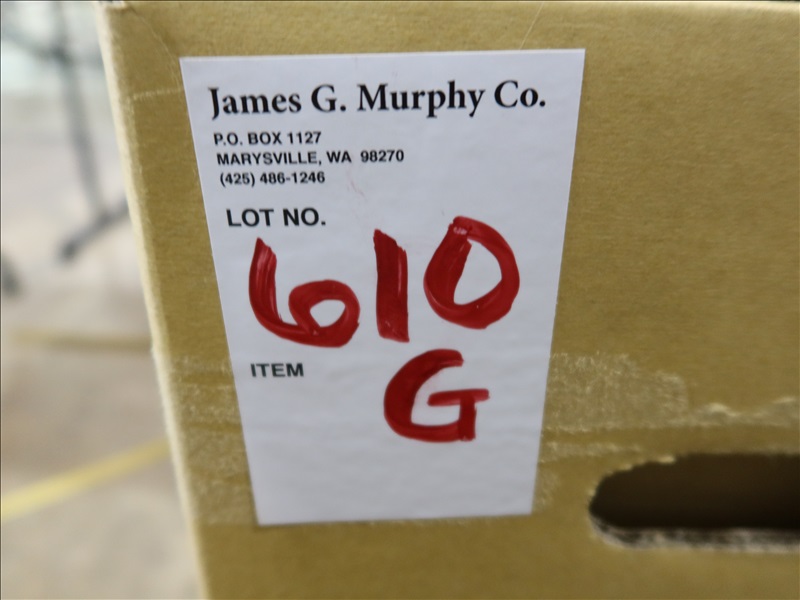 James G. Murphy Co.
P.O. BOX 1127
MARYSVILLE, WA 98270
(425) 486-1246
LOT NO.
610
ITEM
G